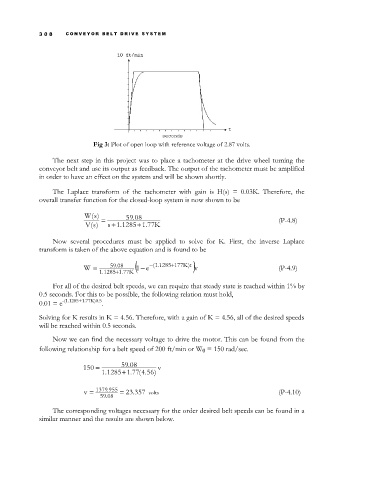 308 CONVEYOR BELT DRIVE SYSTEM
10 ft/min
t
seconds
Fig 3: Plot of open loop with reference voltage of 2.87 volts.
The next step in this project was to place a tachometer at the drive wheel turning the
conveyor belt and use its output as feedback. The output of the tachometer must be amplified
in order to have an effect on the system and will be shown shortly.
The Laplace transform of the tachometer with gain is H(s) = 0.03K. Therefore, the
overall transfer function for the closed-loop system is now shown to be
W(s)/V(s) = 59.08/(s+1.1285+1.77K) (P-4.8)
Now several procedures must be applied to solve for K. First, the inverse Laplace
transform is taken of the above equation and is found to be
W = 59.08/(1.1285+1.77K) (1 − e^−(1.1285+177K)t)v (P-4.9)
For all of the desired belt speeds, we can require that steady state is reached within 1% by
0.5 seconds. For this to be possible, the following relation must hold,
0.01 = e^-(1.1285+1.77K)0.5.
Solving for K results in K = 4.56. Therefore, with a gain of K = 4.56, all of the desired speeds
will be reached within 0.5 seconds.
Now we can find the necessary voltage to drive the motor. This can be found from the
following relationship for a belt speed of 200 ft/min or W0 = 150 rad/sec.
150 = 59.08/(1.1285+1.77(4.56)) v
v = 1379.955/59.08 = 23.357 volts (P-4.10)
The corresponding voltages necessary for the order desired belt speeds can be found in a
similar manner and the results are shown below.